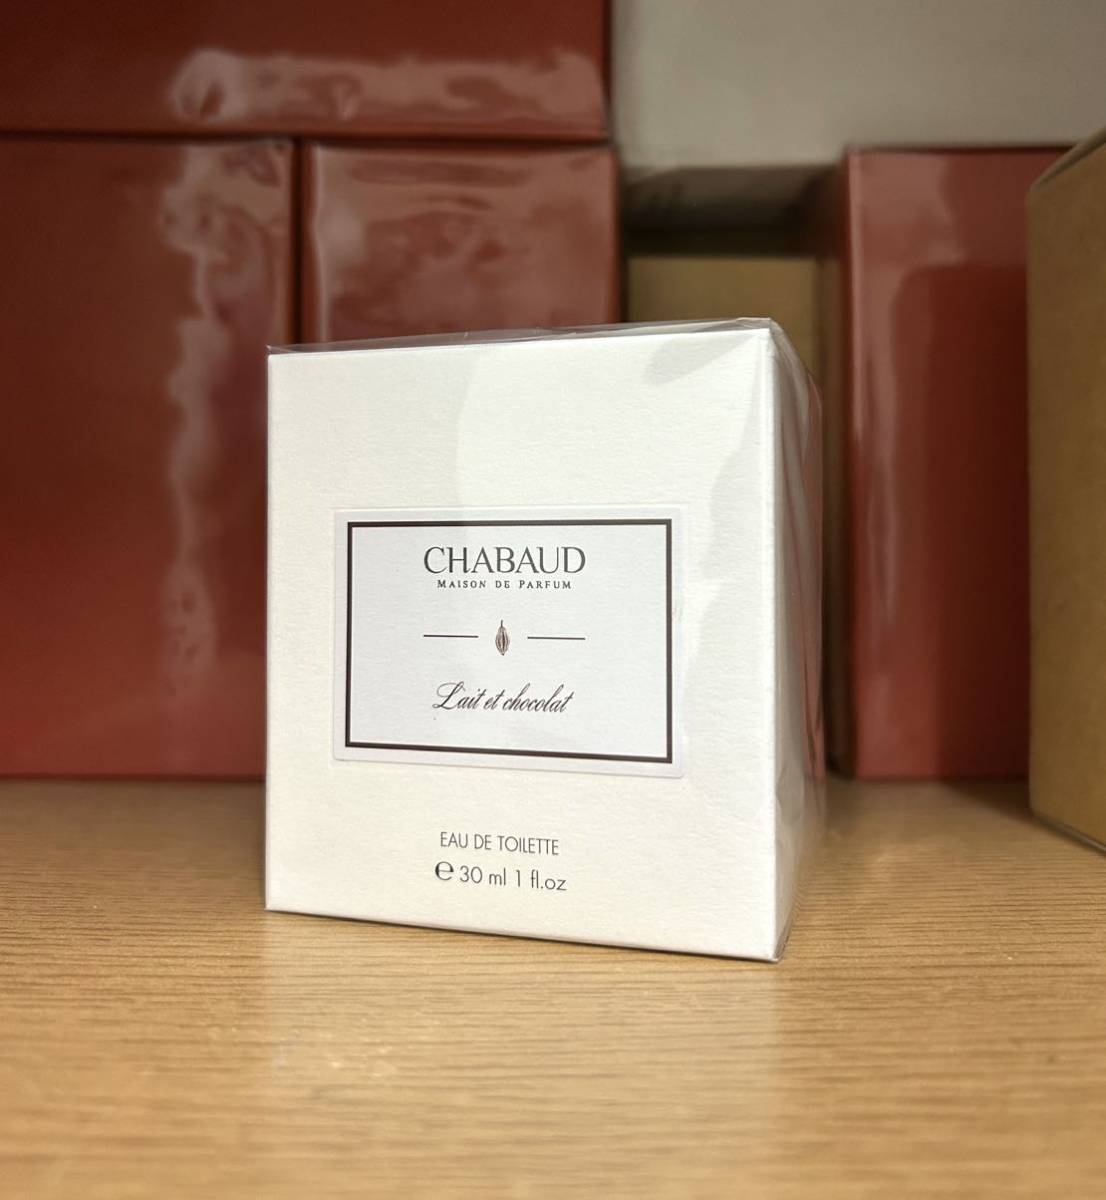 CHABAUD
MAISON DE PARFUM
Lait et chocolat
EAU DE TOILETTE
℮ 30 ml 1 fl.oz